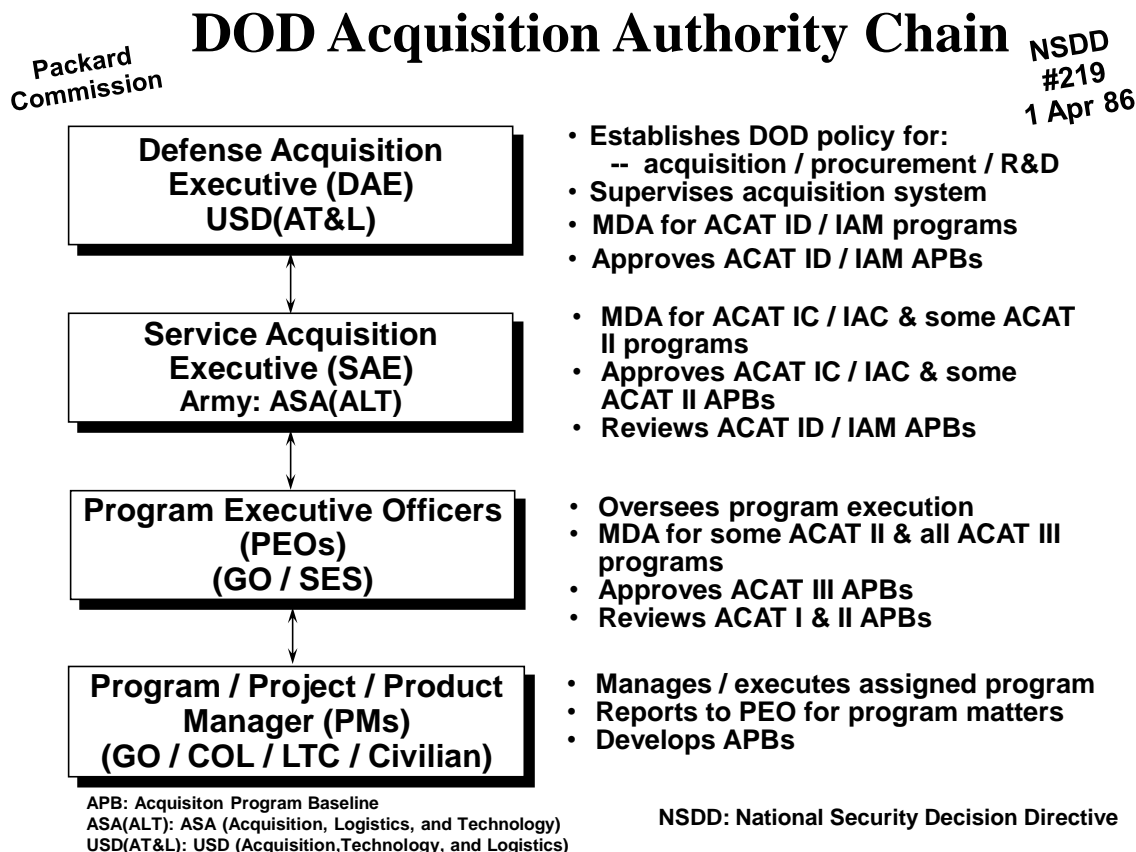 DOD Acquisition Authority Chain
Packard
Commission
NSDD
#219
1 Apr 86
Defense Acquisition
Executive (DAE)
USD(AT&L)
• Establishes DOD policy for:
-- acquisition / procurement / R&D
• Supervises acquisition system
• MDA for ACAT ID / IAM programs
• Approves ACAT ID / IAM APBs
Service Acquisition
Executive (SAE)
Army: ASA(ALT)
• MDA for ACAT IC / IAC & some ACAT
II programs
• Approves ACAT IC / IAC & some
ACAT II APBs
• Reviews ACAT ID / IAM APBs
Program Executive Officers
(PEOs)
(GO / SES)
• Oversees program execution
• MDA for some ACAT II & all ACAT III
programs
• Approves ACAT III APBs
• Reviews ACAT I & II APBs
Program / Project / Product
Manager (PMs)
(GO / COL / LTC / Civilian)
• Manages / executes assigned program
• Reports to PEO for program matters
• Develops APBs
APB: Acquisiton Program Baseline
ASA(ALT): ASA (Acquisition, Logistics, and Technology)
USD(AT&L): USD (Acquisition,Technology, and Logistics)
NSDD: National Security Decision Directive